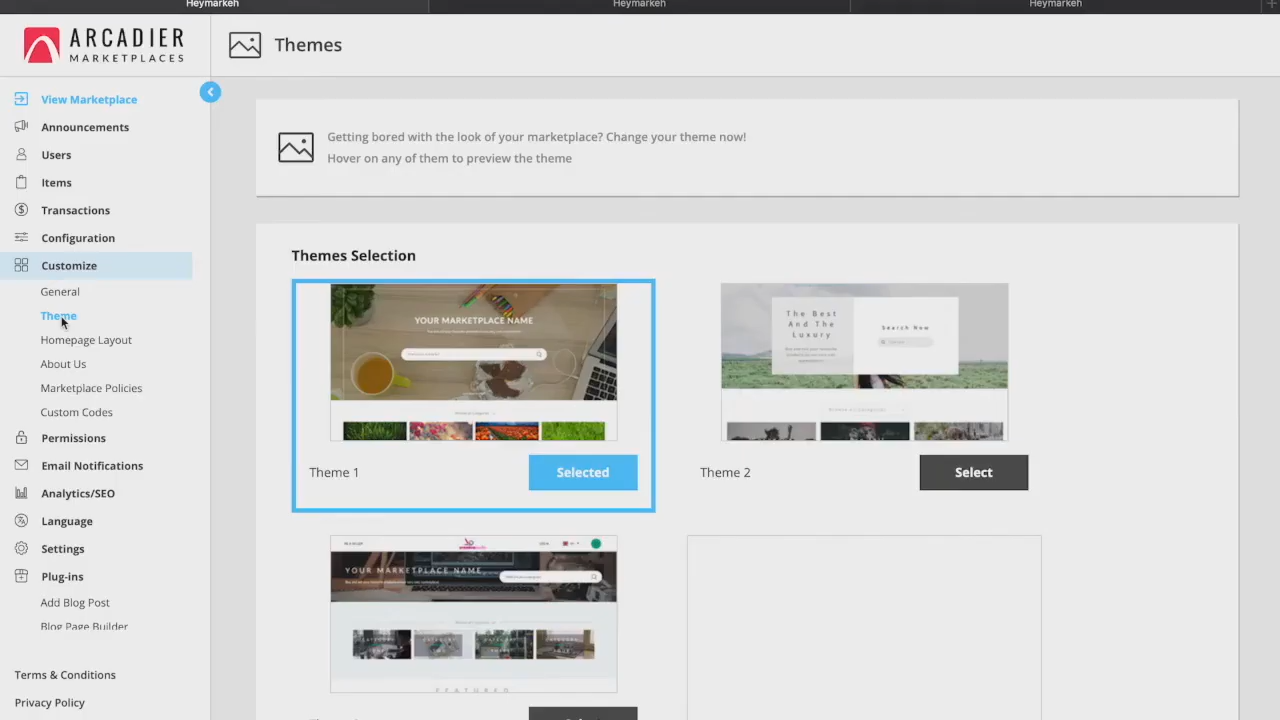 Heymarkeh
Heymarkeh
Heymarkeh
ARCADIER
MARKETPLACES
Themes
View Marketplace
Announcements
Users
Items
Transactions
Configuration
Customize
General
Theme
Homepage Layout
About Us
Marketplace Policies
Custom Codes
Permissions
Email Notifications
Analytics/SEO
Language
Settings
Plug-ins
Add Blog Post
Blog Page Builder
Terms & Conditions
Privacy Policy
Getting bored with the look of your marketplace? Change your theme now!
Hover on any of them to preview the theme
Themes Selection
YOUR MARKETPLACE NAME
Theme 1
Selected
The Best
And The
Luxury
Search Now
Theme 2
Select
YOUR MARKETPLACE NAME
FEATURED